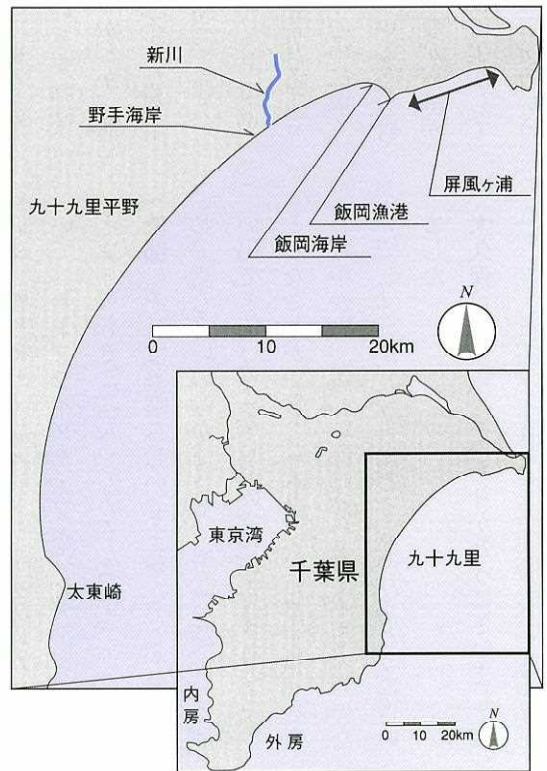 新川
野手海岸
九十九里平野
屏風ヶ浦
飯岡漁港
飯岡海岸
N
0 10 20km
太東崎
東京湾
千葉県
九十九里
内房
外房
0 10 20km
N